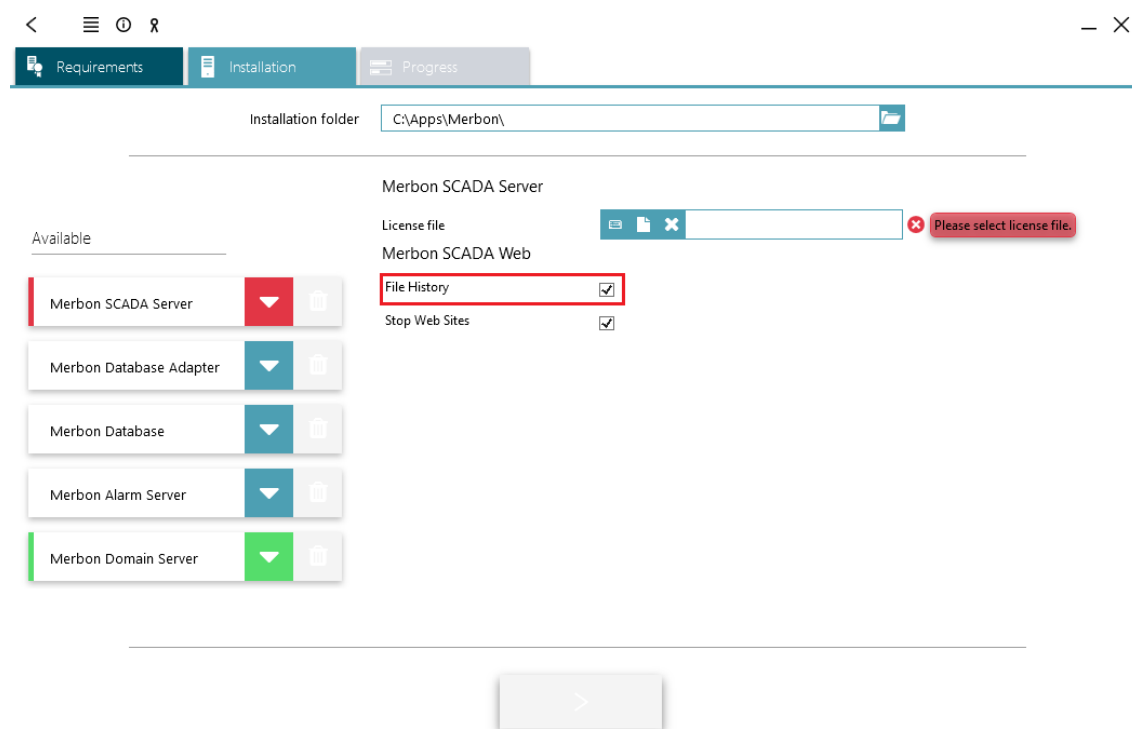 Requirements
Installation
Progress
Installation folder
C:\Apps\Merbon\
Merbon SCADA Server
License file
Please select license file.
Merbon SCADA Web
File History
Stop Web Sites
Available
Merbon SCADA Server
Merbon Database Adapter
Merbon Database
Merbon Alarm Server
Merbon Domain Server